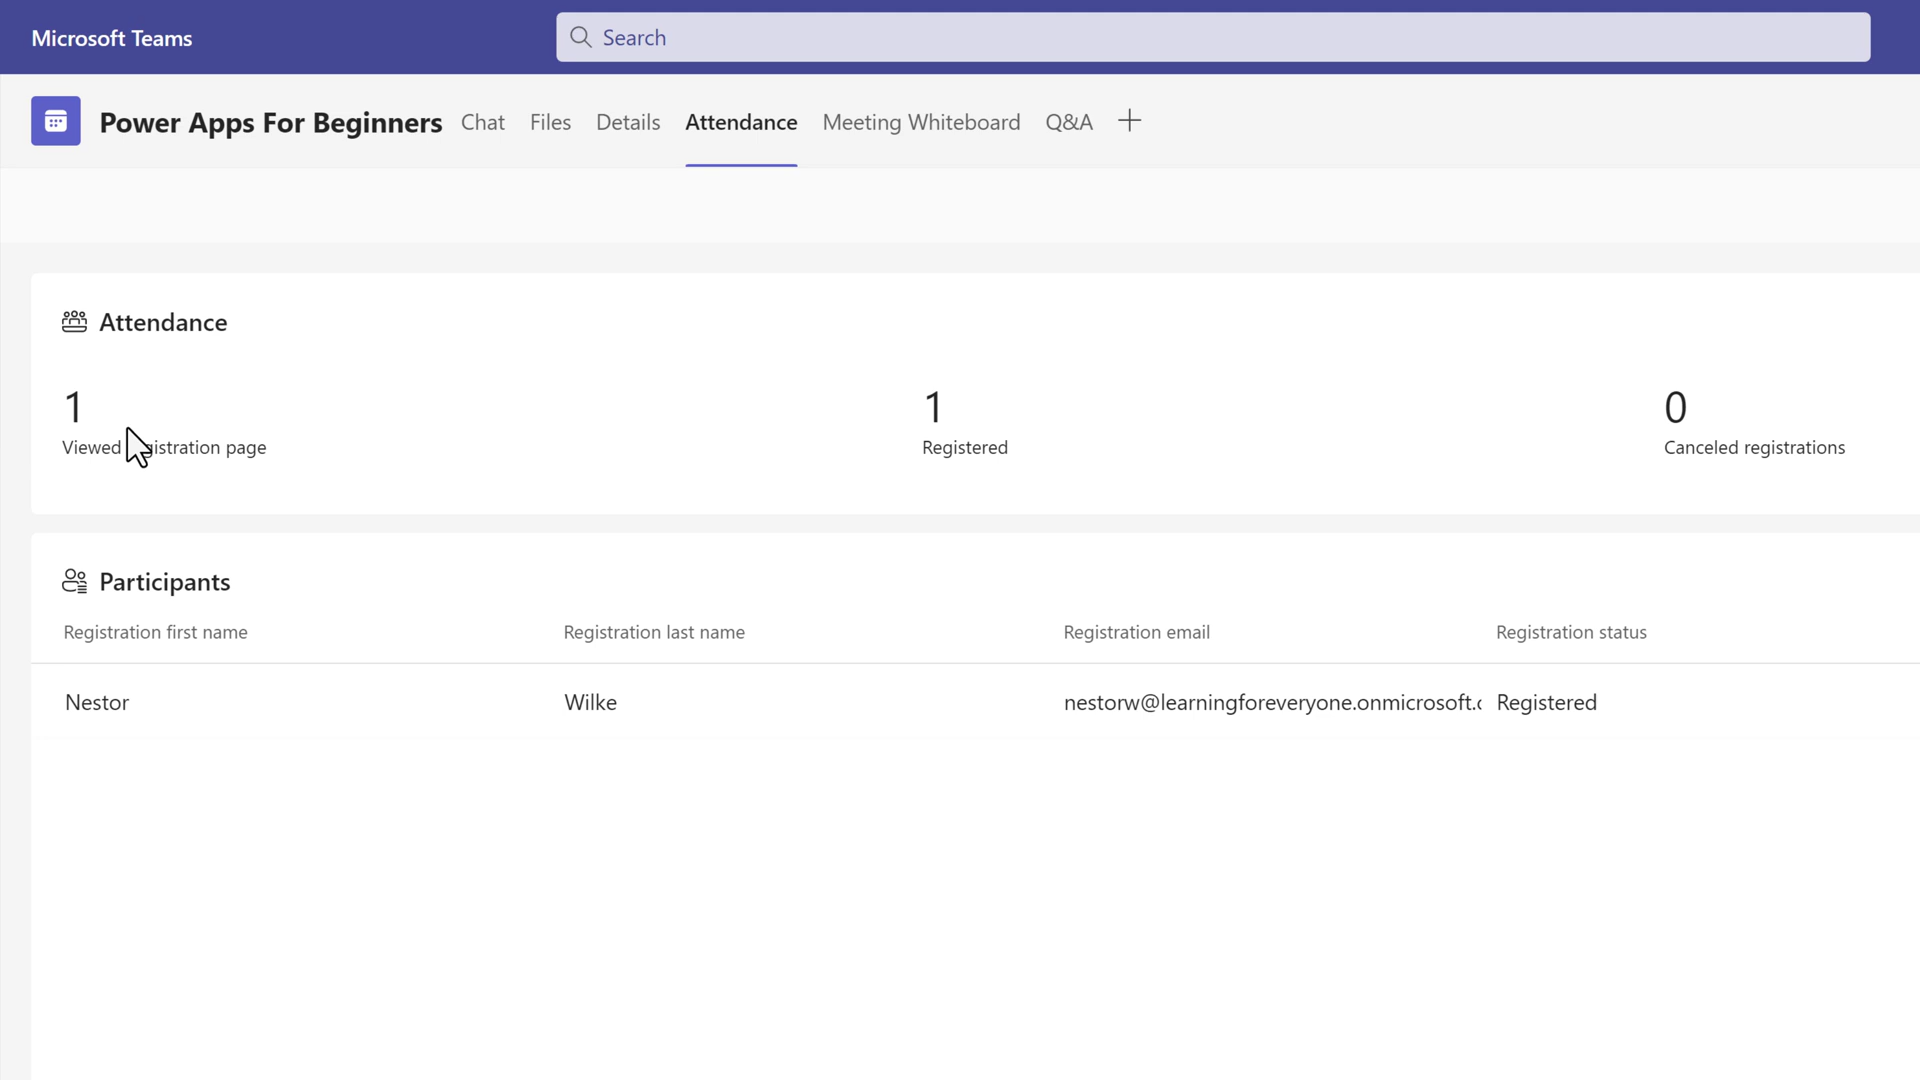 Microsoft Teams
Search
Power Apps For Beginners Chat Files Details Attendance Meeting Whiteboard Q&A
Attendance
1 1 0
Viewed Registered Canceled registrations
page
Participants
Registration first name Registration last name Registration email Registration status
Nestor Wilke nestorw@learningforeveryone.onmicrosoft. Registered